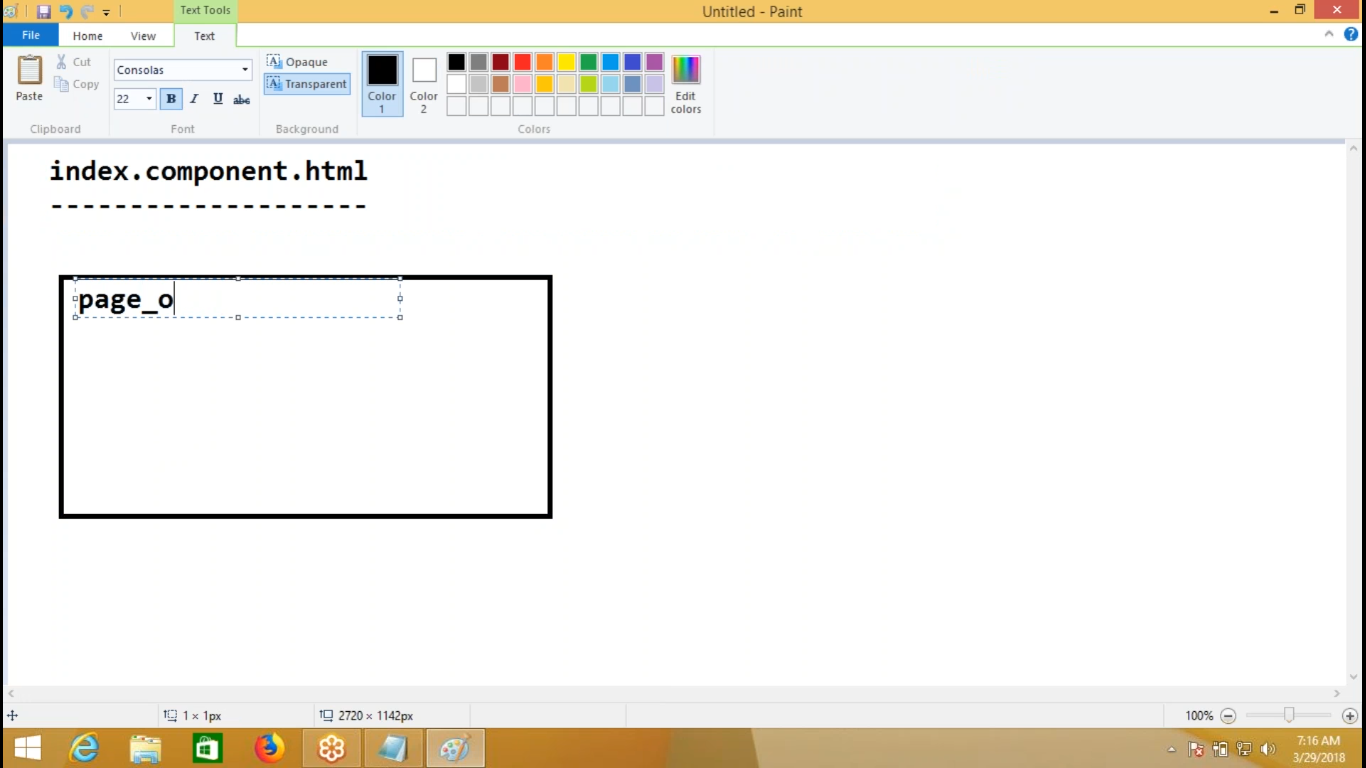 Text Tools
Untitled - Paint
File
Home
View
Text
Paste
Cut
Copy
Clipboard
Consolas
22
B
I
U
abc
Font
Opaque
Transparent
Background
Color
1
Color
2
Colors
Edit
colors
index.component.html
--------------------
page_o
1 × 1px
2720 × 1142px
100%
7:16 AM
3/29/2018